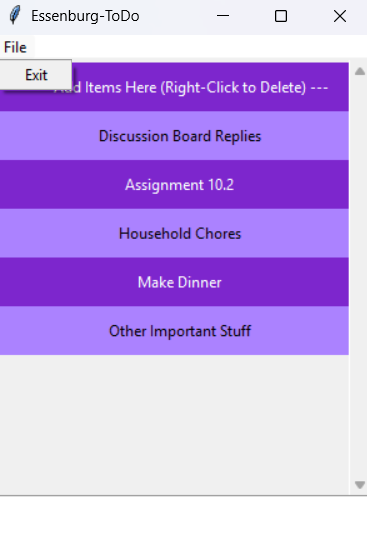 Essenburg-ToDo
File
Exit
Items Here (Right-Click to Delete) ---
Discussion Board Replies
Assignment 10.2
Household Chores
Make Dinner
Other Important Stuff